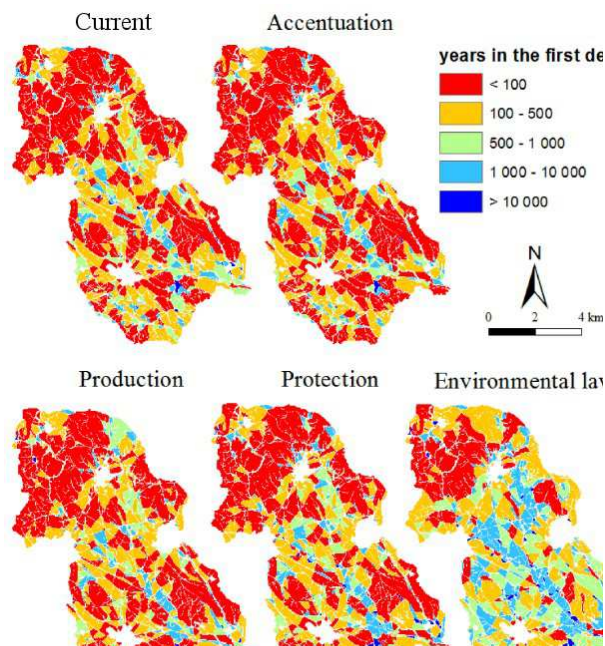 Current
Accentuation
years in the first de
< 100
100 - 500
500 - 1 000
1 000 - 10 000
> 10 000
N
0 2 4 km
Production
Protection
Environmental law